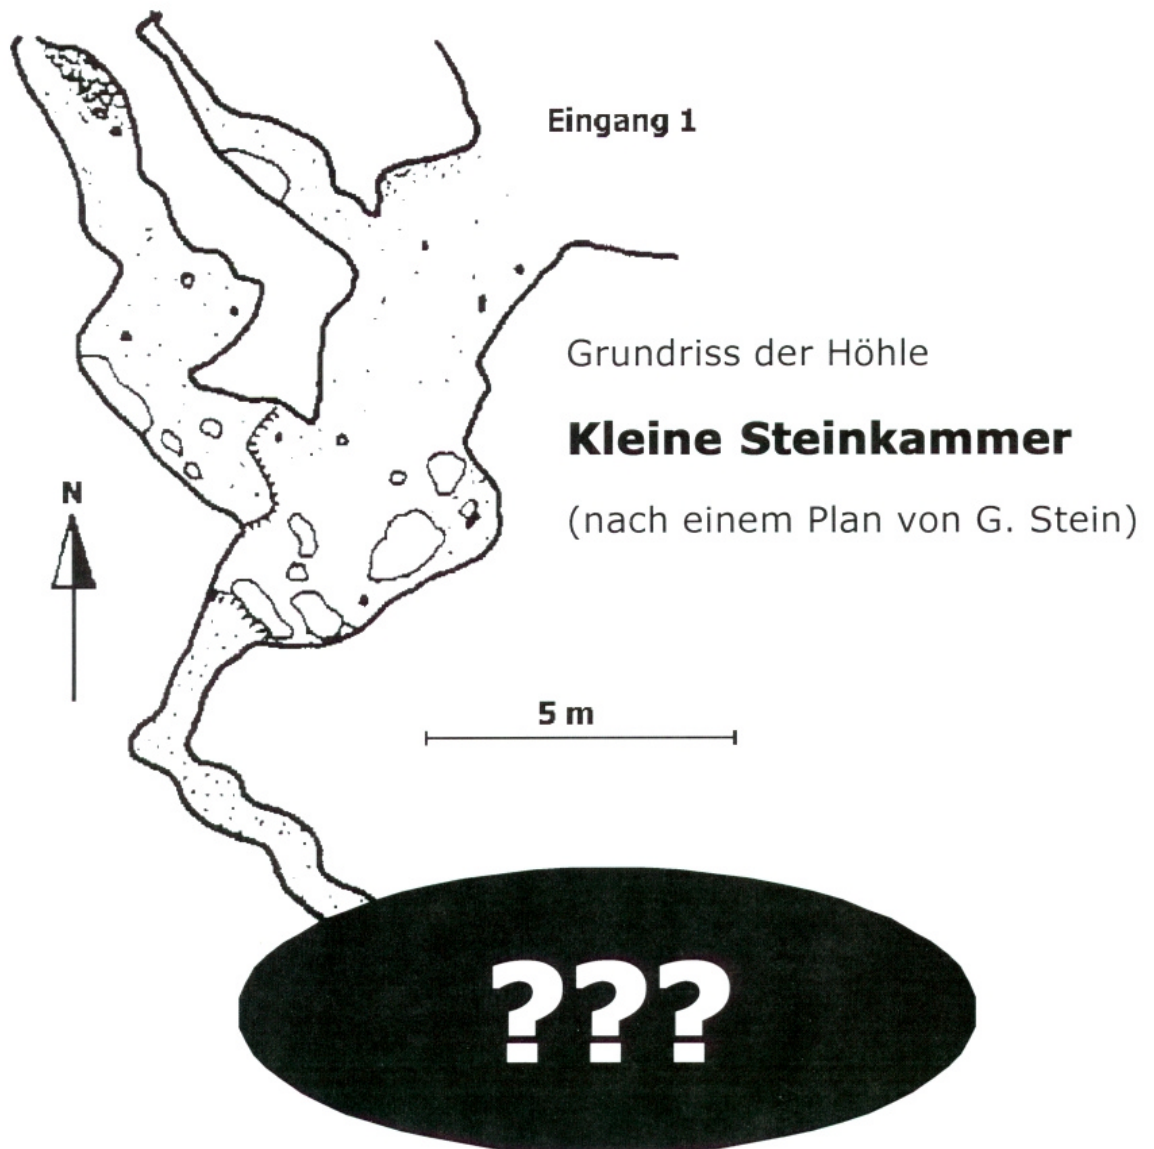 Eingang 1
Grundriss der Höhle
Kleine Steinkammer
(nach einem Plan von G. Stein)
N
5 m
???